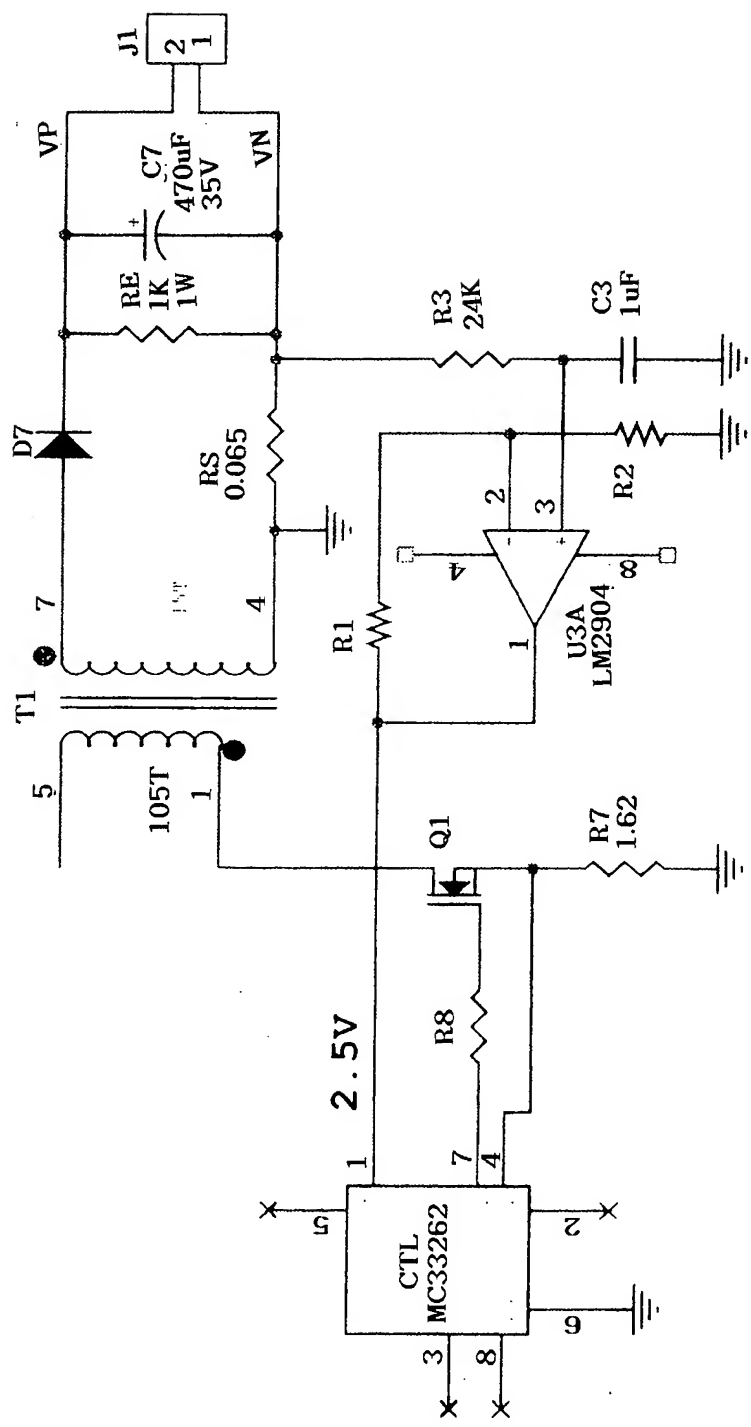 J1
2
1
VP
VN
C7
470uF
35V
+
RE
1K
1W
D7
RS
0.065
7
4
T1
5
1
105T
R3
24K
C3
1uF
R2
R1
2
3
-
+
4
8
1
U3A
LM2904
Q1
R7
1.62
R8
2.5V
1
7
4
5
2
CTL
MC33262
6
3
8